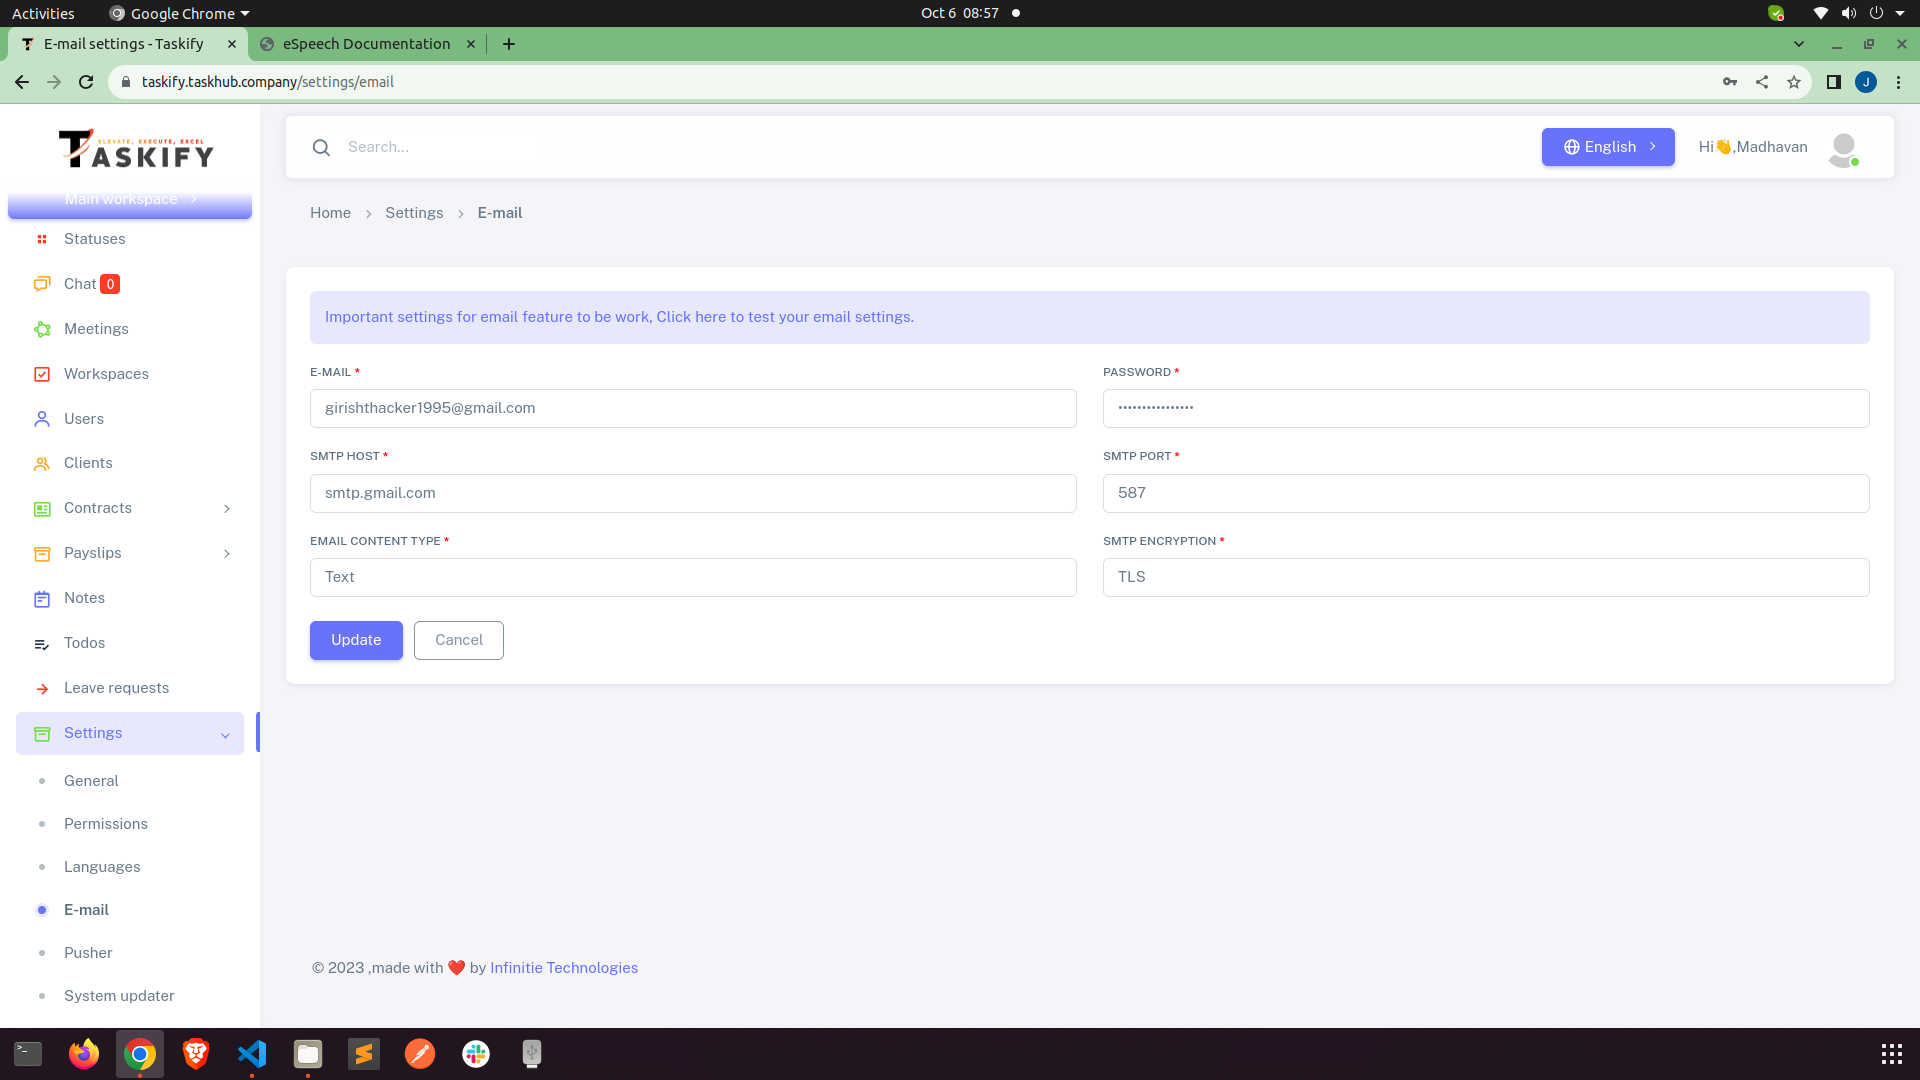 Activities Google Chrome Oct 6 08:57
E-mail settings - Taskify eSpeech Documentation
taskify.taskhub.company/settings/email J
ELEVATE, EXECUTE, EXCEL
TASKIFY
Search... English Hi👋,Madhavan
Main workspace
Home Settings E-mail
Statuses
Chat 0
Meetings
Workspaces
Users
Clients
Contracts
Payslips
Notes
Todos
Leave requests
Settings
General
Permissions
Languages
E-mail
Pusher
System updater
Important settings for email feature to be work, Click here to test your email settings.
E-MAIL * PASSWORD *
girishthacker1995@gmail.com ••••••••••••••••
SMTP HOST * SMTP PORT *
smtp.gmail.com 587
EMAIL CONTENT TYPE * SMTP ENCRYPTION *
Text TLS
Update Cancel
© 2023 ,made with ❤️ by Infinitie Technologies